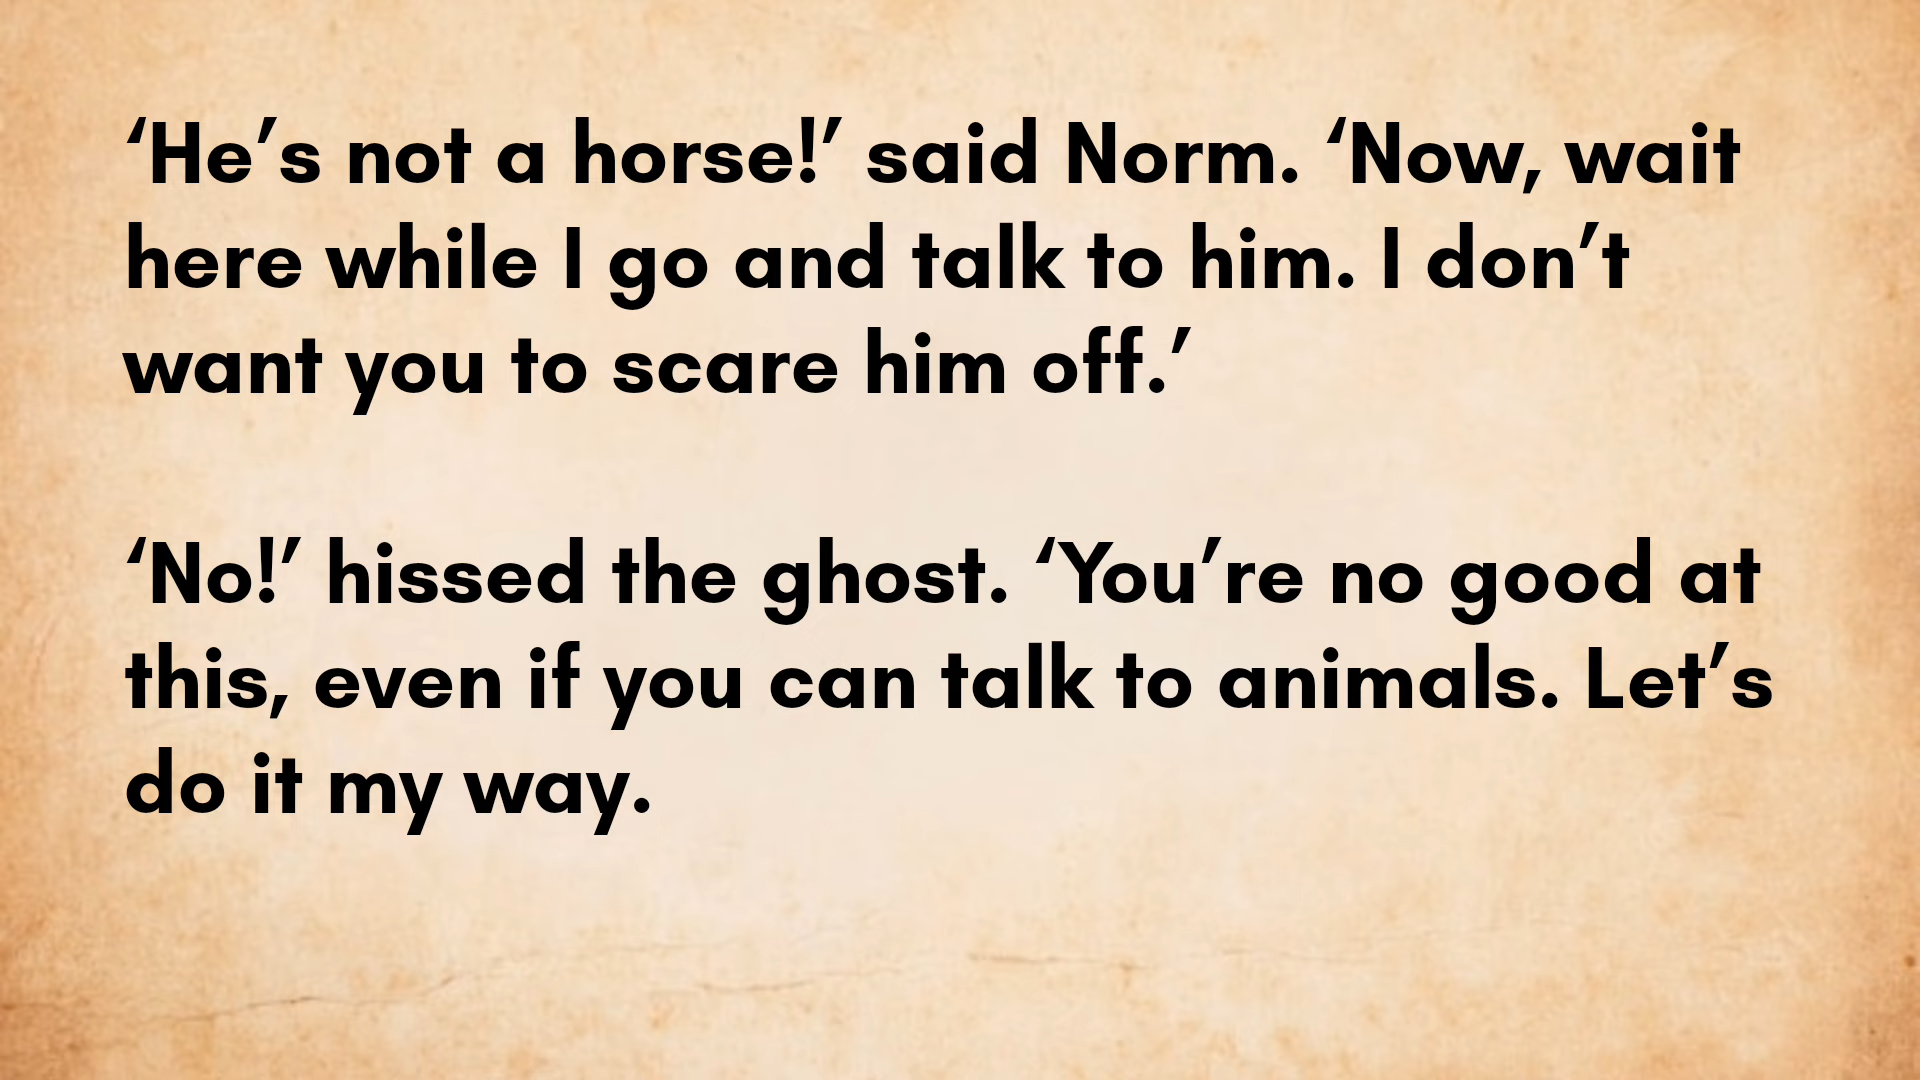 ‘He’s not a horse!’ said Norm. ‘Now, wait
here while I go and talk to him. I don’t
want you to scare him off.’
‘No!’ hissed the ghost. ‘You’re no good at
this, even if you can talk to animals. Let’s
do it my way.